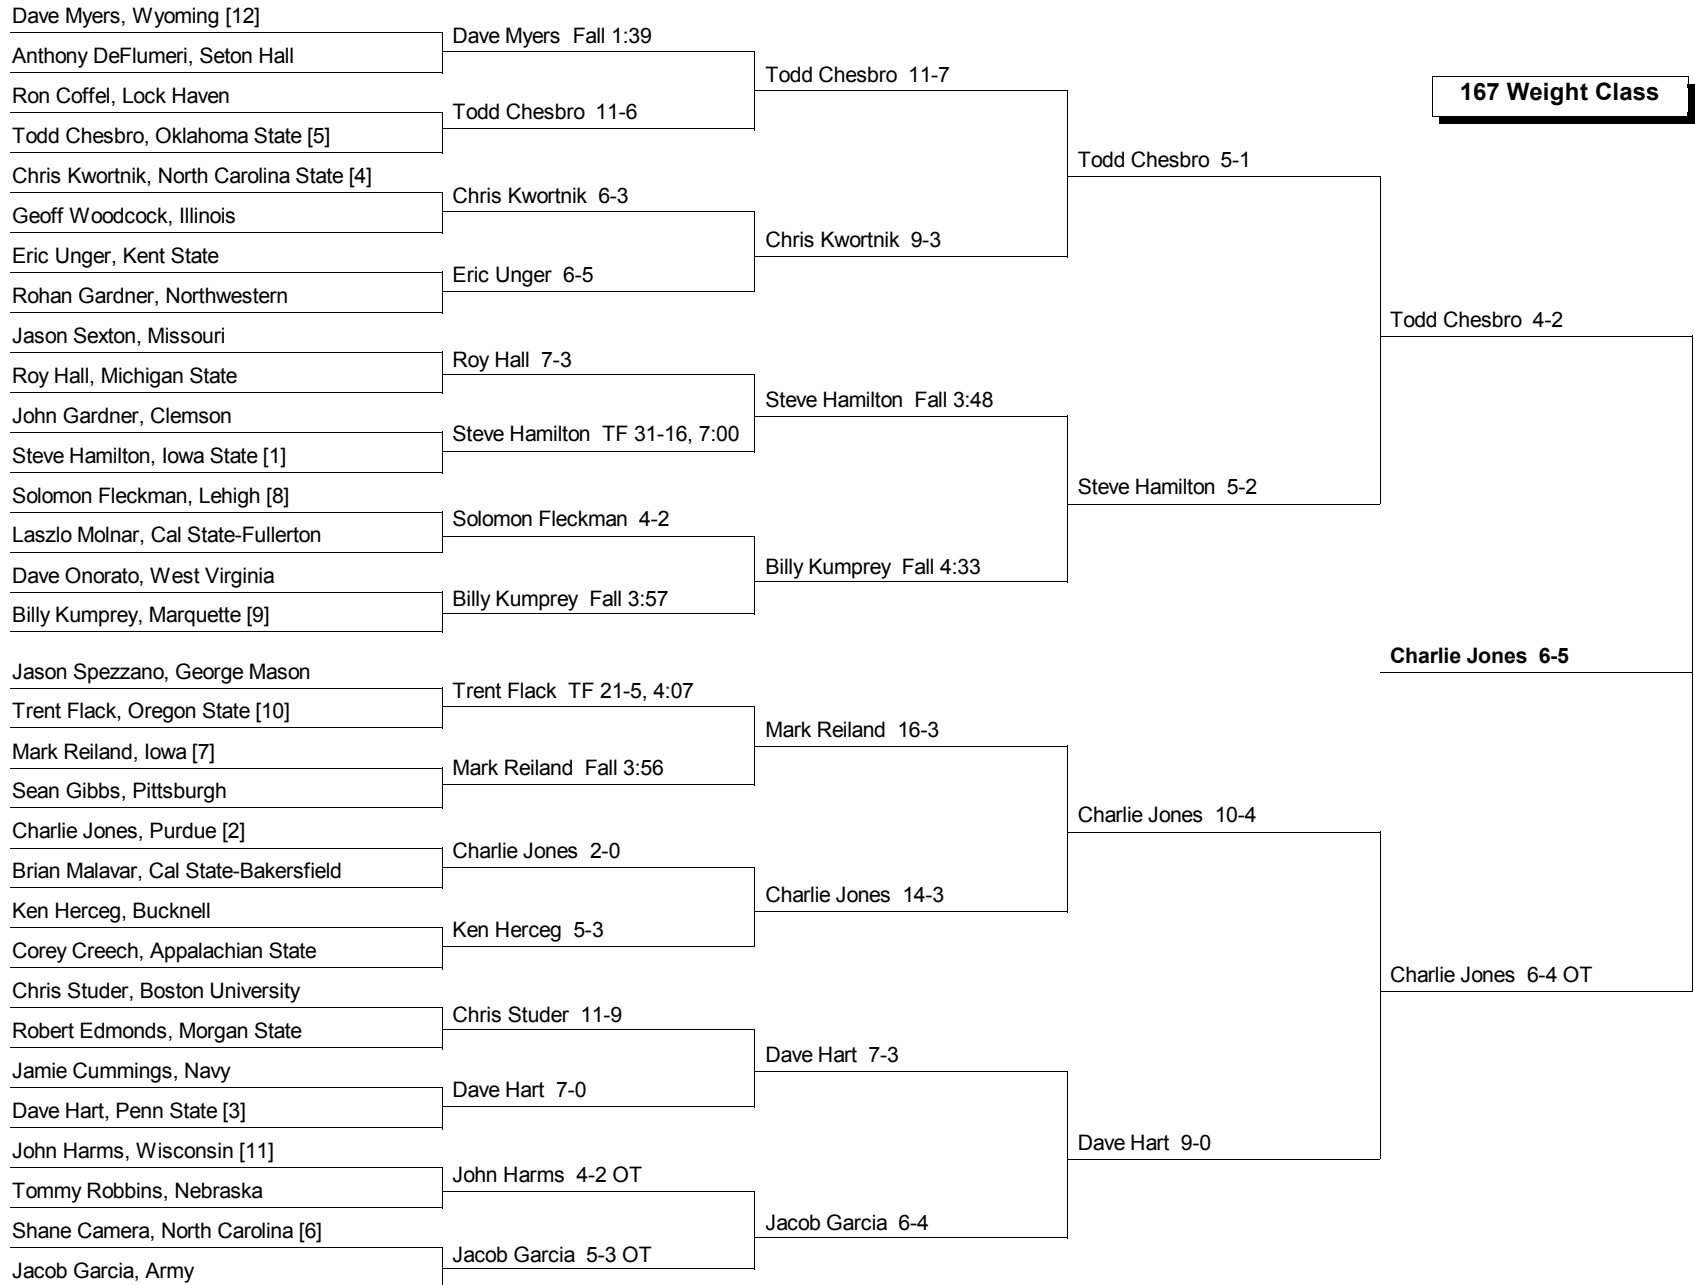 Dave Myers, Wyoming [12]
Anthony DeFlumeri, Seton Hall
Ron Coffel, Lock Haven
Todd Chesbro, Oklahoma State [5]
Chris Kwortnik, North Carolina State [4]
Geoff Woodcock, Illinois
Eric Unger, Kent State
Rohan Gardner, Northwestern
Jason Sexton, Missouri
Roy Hall, Michigan State
John Gardner, Clemson
Steve Hamilton, Iowa State [1]
Solomon Fleckman, Lehigh [8]
Laszlo Molnar, Cal State-Fullerton
Dave Onorato, West Virginia
Billy Kumprey, Marquette [9]
Jason Spezzano, George Mason
Trent Flack, Oregon State [10]
Mark Reiland, Iowa [7]
Sean Gibbs, Pittsburgh
Charlie Jones, Purdue [2]
Brian Malavar, Cal State-Bakersfield
Ken Herceg, Bucknell
Corey Creech, Appalachian State
Chris Studer, Boston University
Robert Edmonds, Morgan State
Jamie Cummings, Navy
Dave Hart, Penn State [3]
John Harms, Wisconsin [11]
Tommy Robbins, Nebraska
Shane Camera, North Carolina [6]
Jacob Garcia, Army
Dave Myers  Fall 1:39
Todd Chesbro  11-6
Chris Kwortnik  6-3
Eric Unger  6-5
Roy Hall  7-3
Steve Hamilton  TF 31-16, 7:00
Solomon Fleckman  4-2
Billy Kumprey  Fall 3:57
Trent Flack  TF 21-5, 4:07
Mark Reiland  Fall 3:56
Charlie Jones  2-0
Ken Herceg  5-3
Chris Studer  11-9
Dave Hart  7-0
John Harms  4-2 OT
Jacob Garcia  5-3 OT
Todd Chesbro  11-7
Chris Kwortnik  9-3
Steve Hamilton  Fall 3:48
Billy Kumprey  Fall 4:33
Mark Reiland  16-3
Charlie Jones  14-3
Dave Hart  7-3
Jacob Garcia  6-4
Todd Chesbro  5-1
Steve Hamilton  5-2
Charlie Jones  10-4
Dave Hart  9-0
167 Weight Class
Todd Chesbro  4-2
Charlie Jones  6-5
Charlie Jones  6-4 OT